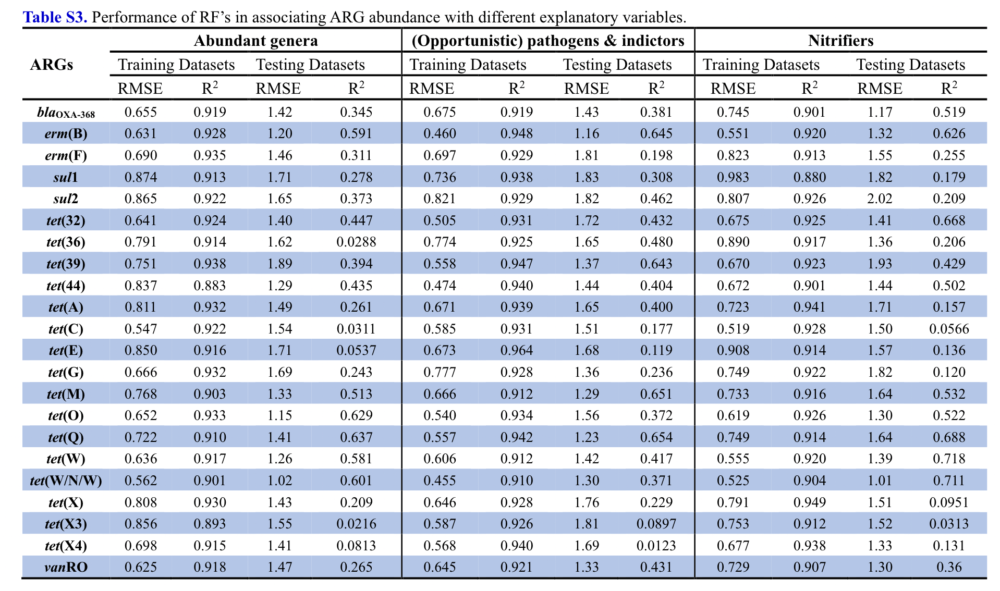 Table S3. Performance of RF’s in associating ARG abundance with different explanatory variables.
ARGs Abundant genera (Opportunistic) pathogens & indictors Nitrifiers
Training Datasets Testing Datasets Training Datasets Testing Datasets Training Datasets Testing Datasets
RMSE R² RMSE R² RMSE R² RMSE R² RMSE R² RMSE R²
blaOXA-368 0.655 0.919 1.42 0.345 0.675 0.919 1.43 0.381 0.745 0.901 1.17 0.519
erm(B) 0.631 0.928 1.20 0.591 0.460 0.948 1.16 0.645 0.551 0.920 1.32 0.626
erm(F) 0.690 0.935 1.46 0.311 0.697 0.929 1.81 0.198 0.823 0.913 1.55 0.255
sul1 0.874 0.913 1.71 0.278 0.736 0.938 1.83 0.308 0.983 0.880 1.82 0.179
sul2 0.865 0.922 1.65 0.373 0.821 0.929 1.82 0.462 0.807 0.926 2.02 0.209
tet(32) 0.641 0.924 1.40 0.447 0.505 0.931 1.72 0.432 0.675 0.925 1.41 0.668
tet(36) 0.791 0.914 1.62 0.0288 0.774 0.925 1.65 0.480 0.890 0.917 1.36 0.206
tet(39) 0.751 0.938 1.89 0.394 0.558 0.947 1.37 0.643 0.670 0.923 1.93 0.429
tet(44) 0.837 0.883 1.29 0.435 0.474 0.940 1.44 0.404 0.672 0.901 1.44 0.502
tet(A) 0.811 0.932 1.49 0.261 0.671 0.939 1.65 0.400 0.723 0.941 1.71 0.157
tet(C) 0.547 0.922 1.54 0.0311 0.585 0.931 1.51 0.177 0.519 0.928 1.50 0.0566
tet(E) 0.850 0.916 1.71 0.0537 0.673 0.964 1.68 0.119 0.908 0.914 1.57 0.136
tet(G) 0.666 0.932 1.69 0.243 0.777 0.928 1.36 0.236 0.749 0.922 1.82 0.120
tet(M) 0.768 0.903 1.33 0.513 0.666 0.912 1.29 0.651 0.733 0.916 1.64 0.532
tet(O) 0.652 0.933 1.15 0.629 0.540 0.934 1.56 0.372 0.619 0.926 1.30 0.522
tet(Q) 0.722 0.910 1.41 0.637 0.557 0.942 1.23 0.654 0.749 0.914 1.64 0.688
tet(W) 0.636 0.917 1.26 0.581 0.606 0.912 1.42 0.417 0.555 0.920 1.39 0.718
tet(W/N/W) 0.562 0.901 1.02 0.601 0.455 0.910 1.30 0.371 0.525 0.904 1.01 0.711
tet(X) 0.808 0.930 1.43 0.209 0.646 0.928 1.76 0.229 0.791 0.949 1.51 0.0951
tet(X3) 0.856 0.893 1.55 0.0216 0.587 0.926 1.81 0.0897 0.753 0.912 1.52 0.0313
tet(X4) 0.698 0.915 1.41 0.0813 0.568 0.940 1.69 0.0123 0.677 0.938 1.33 0.131
vanRO 0.625 0.918 1.47 0.265 0.645 0.921 1.33 0.431 0.729 0.907 1.30 0.36